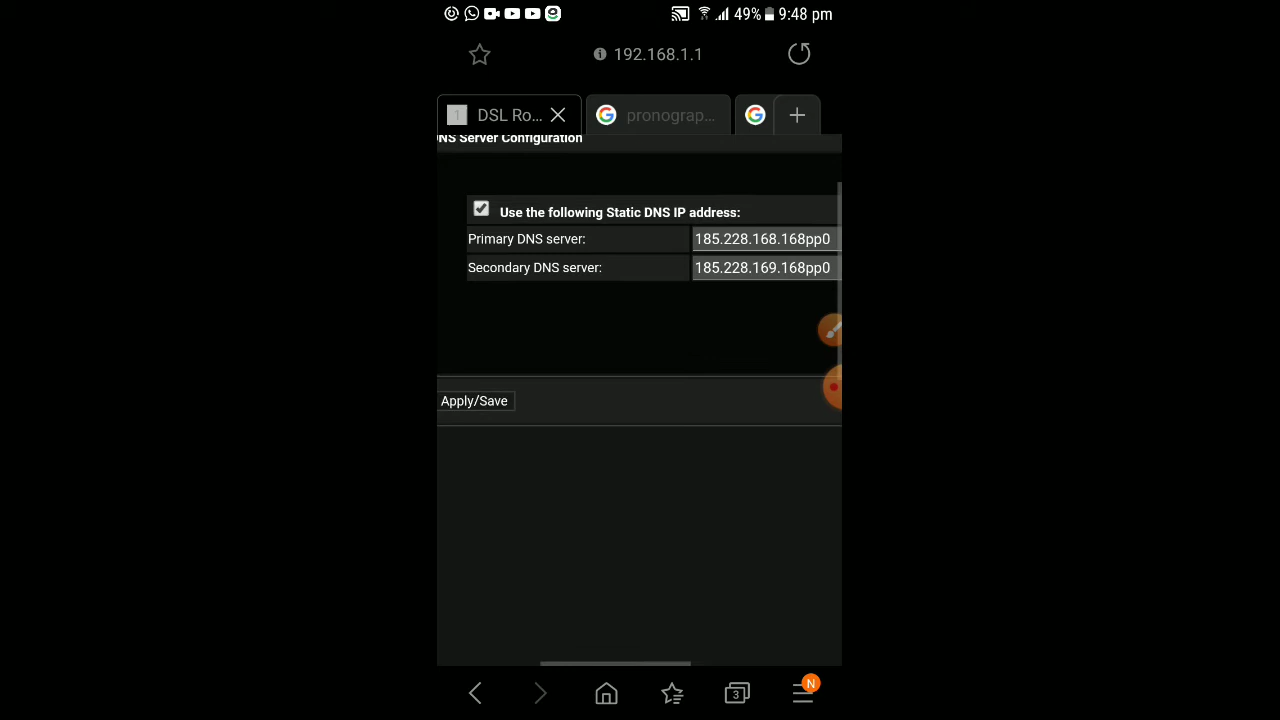 49% 9:48 pm
192.168.1.1
1 DSL Ro... pronograp...
NS Server Configuration
Use the following Static DNS IP address:
Primary DNS server: 185.228.168.168pp0
Secondary DNS server: 185.228.169.168pp0
Apply/Save
3 N